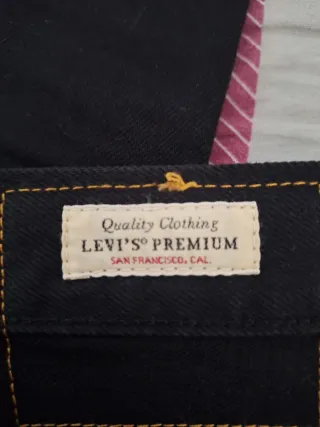 Quality Clothing
LEVI'S® PREMIUM
SAN FRANCISCO, CAL.